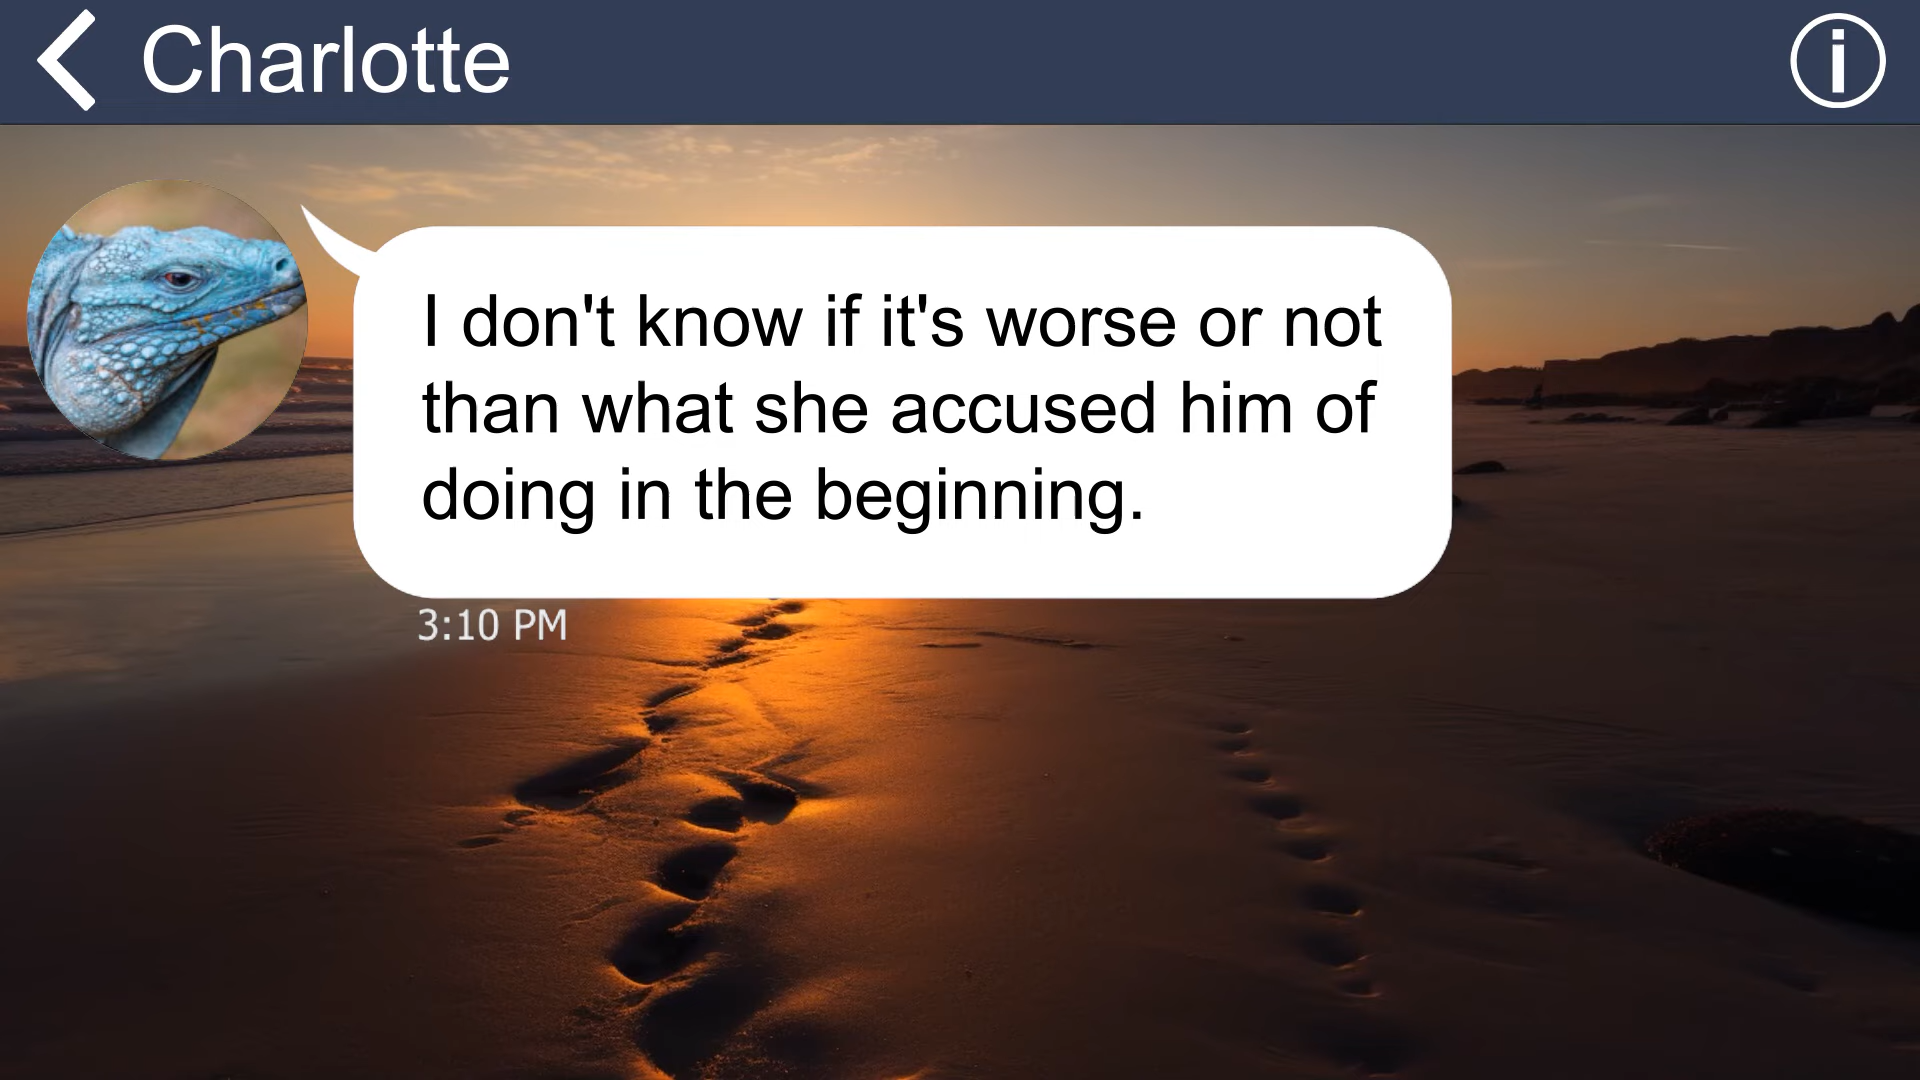 Charlotte
I don't know if it's worse or not
than what she accused him of
doing in the beginning.
3:10 PM